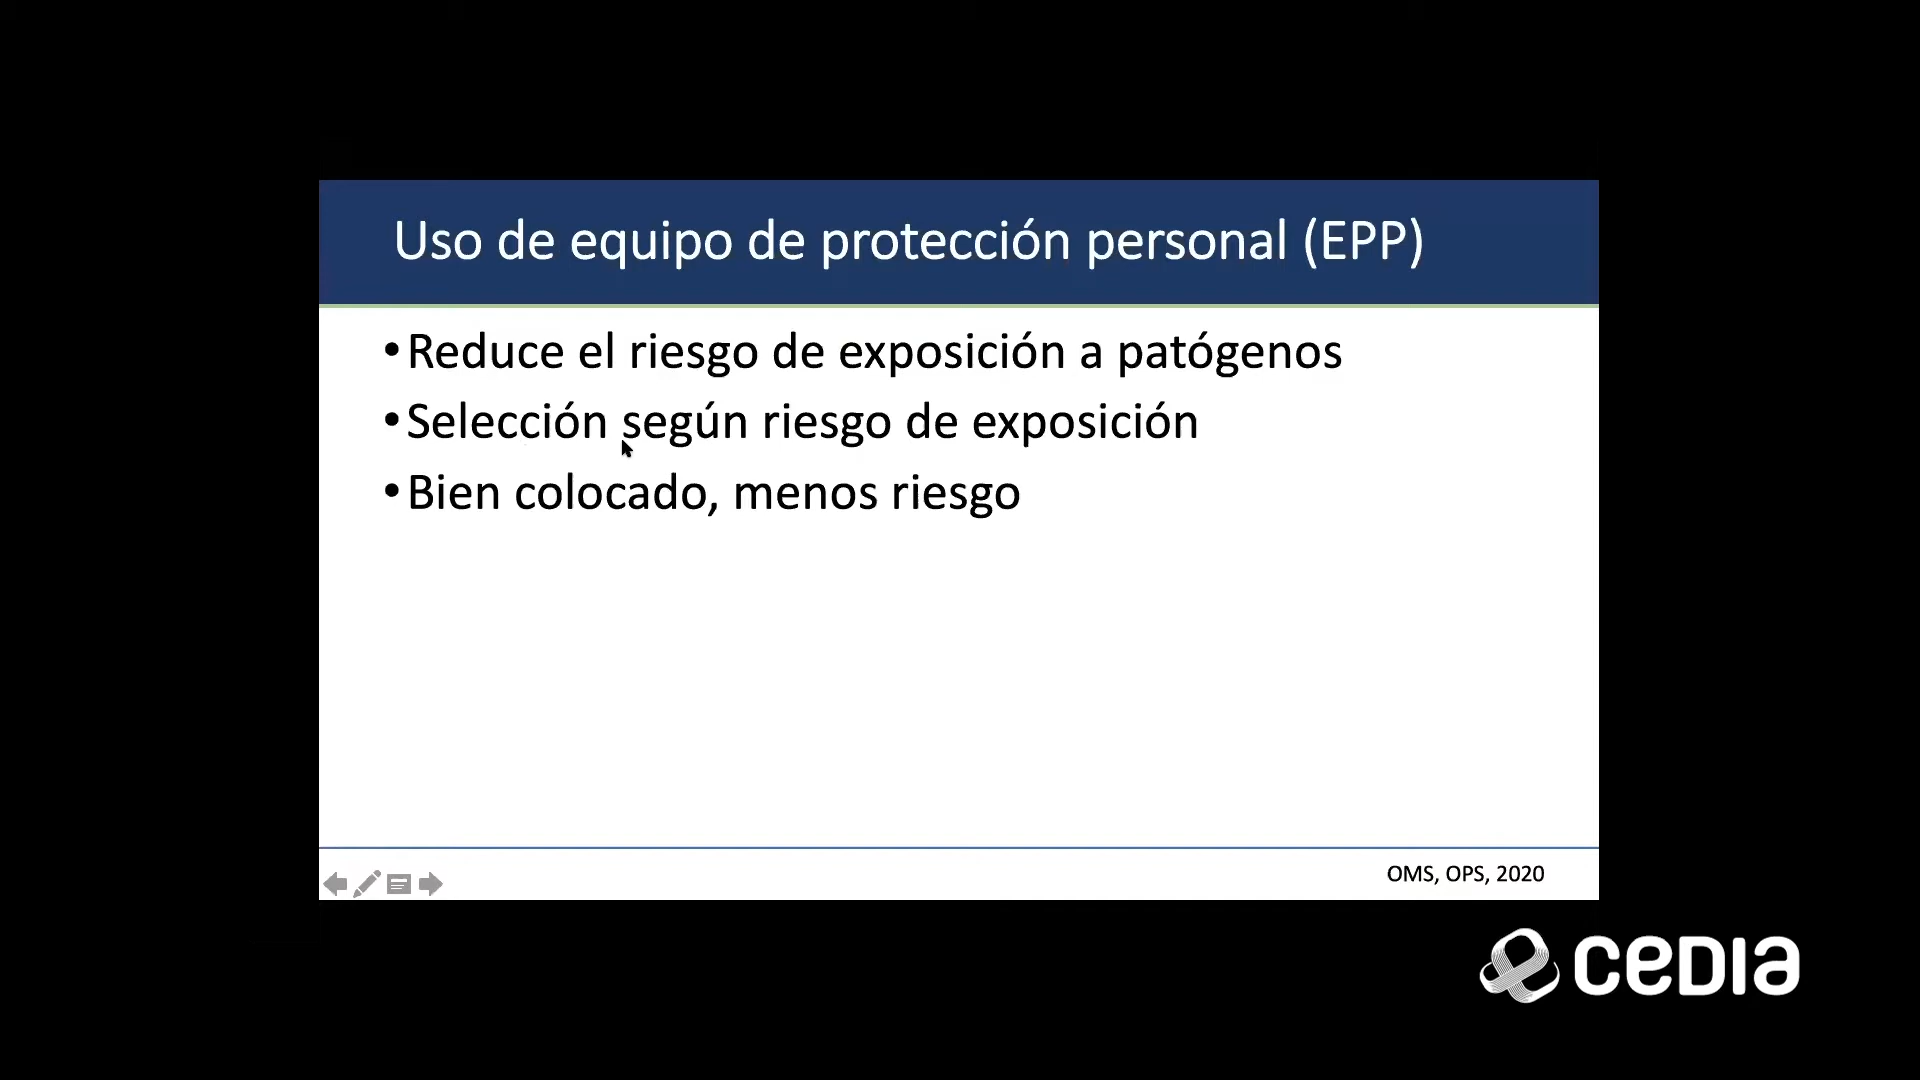 Uso de equipo de protección personal (EPP)
•Reduce el riesgo de exposición a patógenos
•Selección según riesgo de exposición
•Bien colocado, menos riesgo
OMS, OPS, 2020
CEDIA